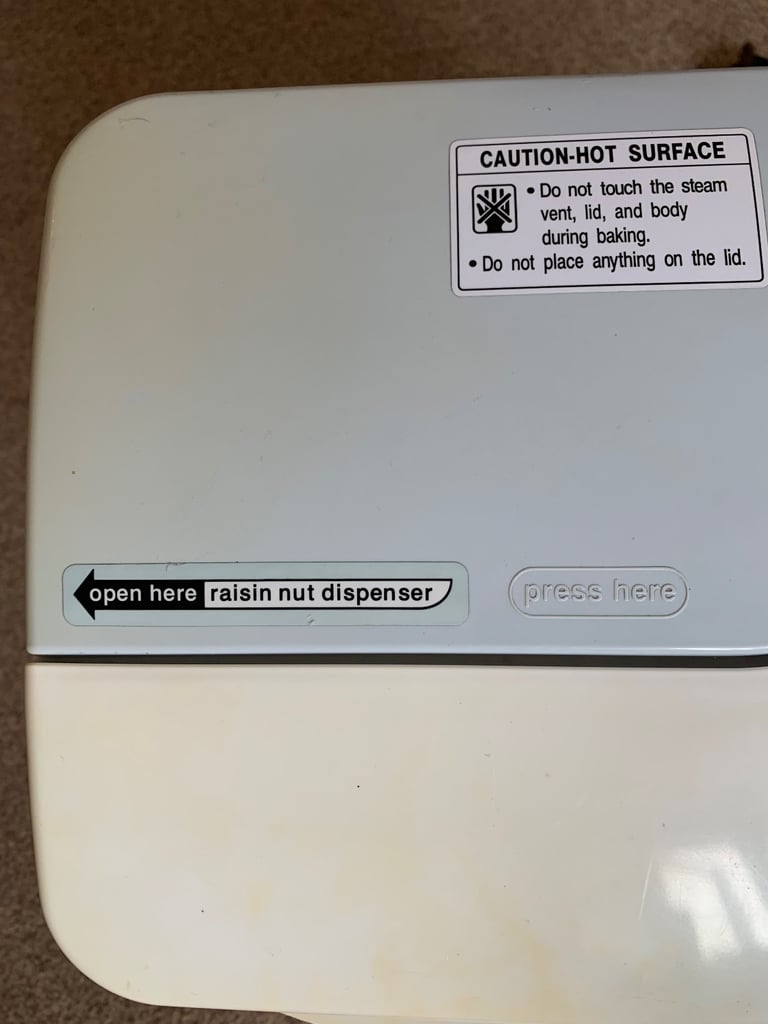 CAUTION-HOT SURFACE
• Do not touch the steam
vent, lid, and body
during baking.
• Do not place anything on the lid.
open here raisin nut dispenser
press here